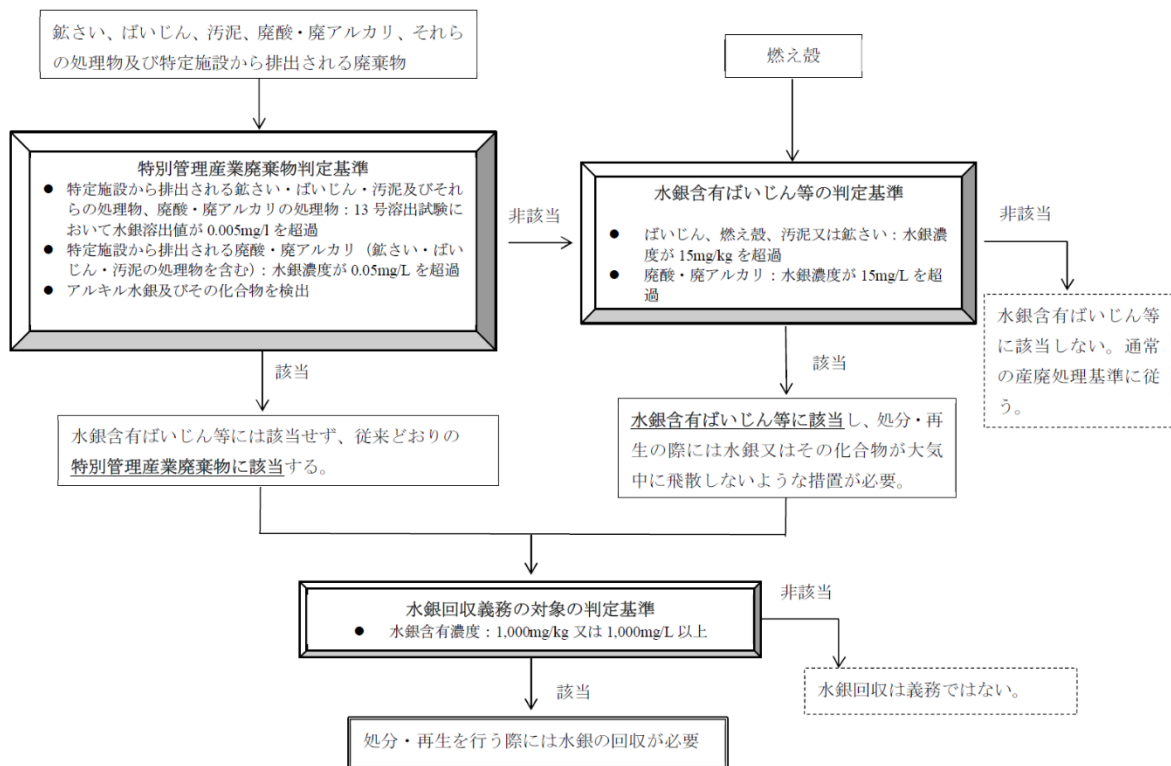 鉱さい、ばいじん、汚泥、廃酸・廃アルカリ、それら
の処理物及び特定施設から排出される廃棄物
燃え殻
特別管理産業廃棄物判定基準
● 特定施設から排出される鉱さい・ばいじん・汚泥及びそれ
らの処理物、廃酸・廃アルカリの処理物：13 号溶出試験に
おいて水銀溶出値が 0.005mg/l を超過
● 特定施設から排出される廃酸・廃アルカリ（鉱さい・ばい
じん・汚泥の処理物を含む）：水銀濃度が 0.05mg/L を超過
● アルキル水銀及びその化合物を検出
非該当
水銀含有ばいじん等の判定基準
● ばいじん、燃え殻、汚泥又は鉱さい：水銀濃
度が 15mg/kg を超過
● 廃酸・廃アルカリ：水銀濃度が 15mg/L を超
過
非該当
水銀含有ばいじん等
に該当しない。通常
の産廃処理基準に従
う。
該当
該当
水銀含有ばいじん等には該当せず、従来どおりの
特別管理産業廃棄物に該当する。
水銀含有ばいじん等に該当し、処分・再
生の際には水銀又はその化合物が大気
中に飛散しないような措置が必要。
水銀回収義務の対象の判定基準
● 水銀含有濃度：1,000mg/kg 又は 1,000mg/L 以上
非該当
水銀回収は義務ではない。
該当
処分・再生を行う際には水銀の回収が必要